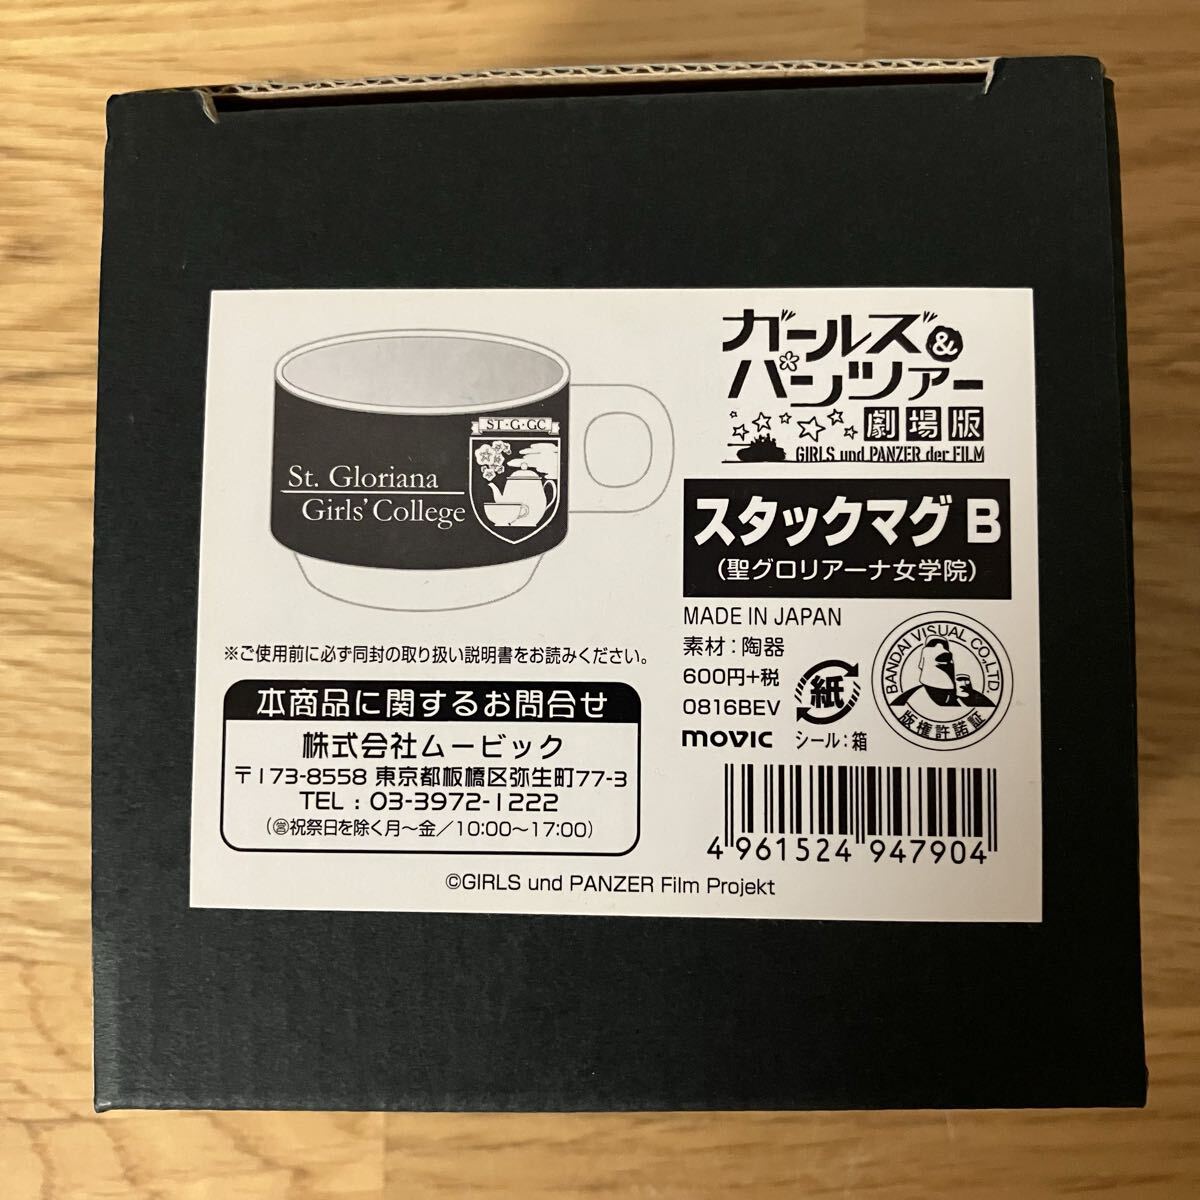 ST・G・GC
St. Gloriana
Girls' College
ガールズ&
パンツァー
劇場版
GIRLS und PANZER der FILM
スタックマグ B
(聖グロリアーナ女学院)
MADE IN JAPAN
素材:陶器
600円+税
0816BEV
movic
紙
シール:箱
BANDAI VISUAL CO.,LTD.
版権許諾証
※ご使用前に必ず同封の取り扱い説明書をお読みください。
本商品に関するお問合せ
株式会社ムービック
〒173-8558 東京都板橋区弥生町77-3
TEL : 03-3972-1222
(㊡祝祭日を除く月~金/10:00~17:00)
4 961524 947904
©GIRLS und PANZER Film Projekt